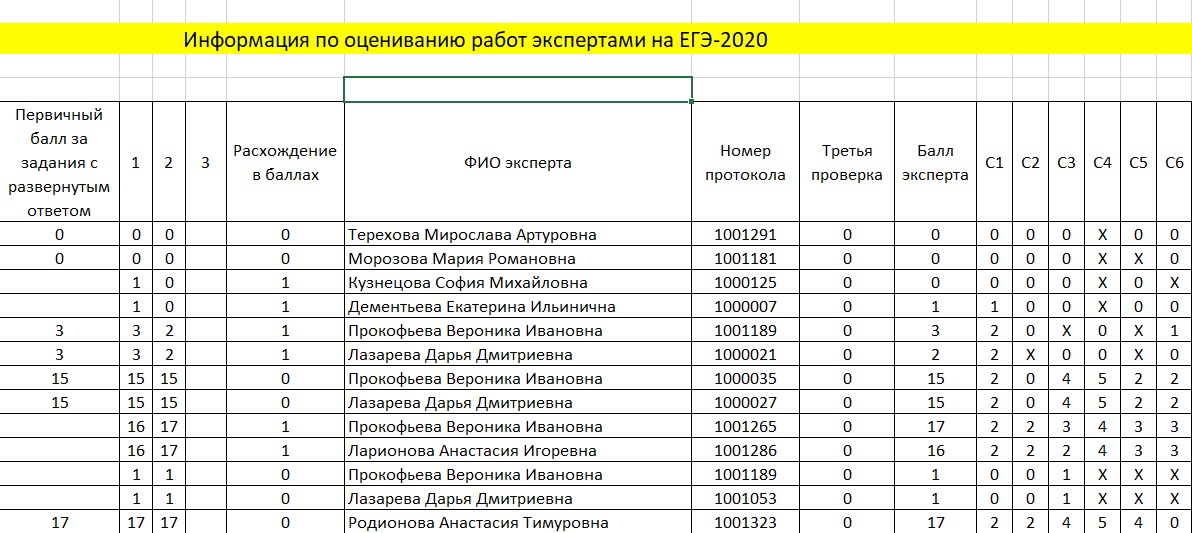 Информация по оцениванию работ экспертами на ЕГЭ-2020
Первичный балл за задания с развернутым ответом 1 2 3 Расхождение в баллах ФИО эксперта Номер протокола Третья проверка Балл эксперта С1 С2 С3 С4 С5 С6
0 0 0 0 Терехова Мирослава Артуровна 1001291 0 0 0 0 0 X 0 0
0 0 0 0 Морозова Мария Романовна 1001181 0 0 0 0 0 X X 0
1 0 1 Кузнецова София Михайловна 1000125 0 0 0 0 0 X 0 X
1 0 1 Дементьева Екатерина Ильинична 1000007 0 1 1 0 0 X 0 0
3 3 2 1 Прокофьева Вероника Ивановна 1001189 0 3 2 0 X 0 X 1
3 3 2 1 Лазарева Дарья Дмитриевна 1000021 0 2 2 X 0 0 X 0
15 15 15 0 Прокофьева Вероника Ивановна 1000035 0 15 2 0 4 5 2 2
15 15 15 0 Лазарева Дарья Дмитриевна 1000027 0 15 2 0 4 5 2 2
16 17 1 Прокофьева Вероника Ивановна 1001265 0 17 2 2 3 4 3 3
16 17 1 Ларионова Анастасия Игоревна 1001286 0 16 2 2 2 4 3 3
1 1 0 Прокофьева Вероника Ивановна 1001189 0 1 0 0 1 X X X
1 1 0 Лазарева Дарья Дмитриевна 1001053 0 1 0 0 1 X X X
17 17 17 0 Родионова Анастасия Тимуровна 1001323 0 17 2 2 4 5 4 0